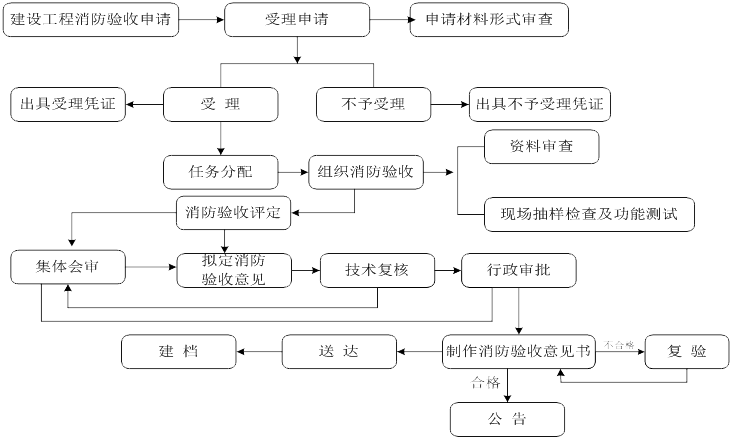 建设工程消防验收申请
受理申请
申请材料形式审查
出具受理凭证
受 理
不予受理
出具不予受理凭证
资料审查
任务分配
组织消防验收
消防验收评定
现场抽样检查及功能测试
集体会审
拟定消防
验收意见
技术复核
行政审批
建 档
送 达
制作消防验收意见书
不合格
复 验
合格
公 告